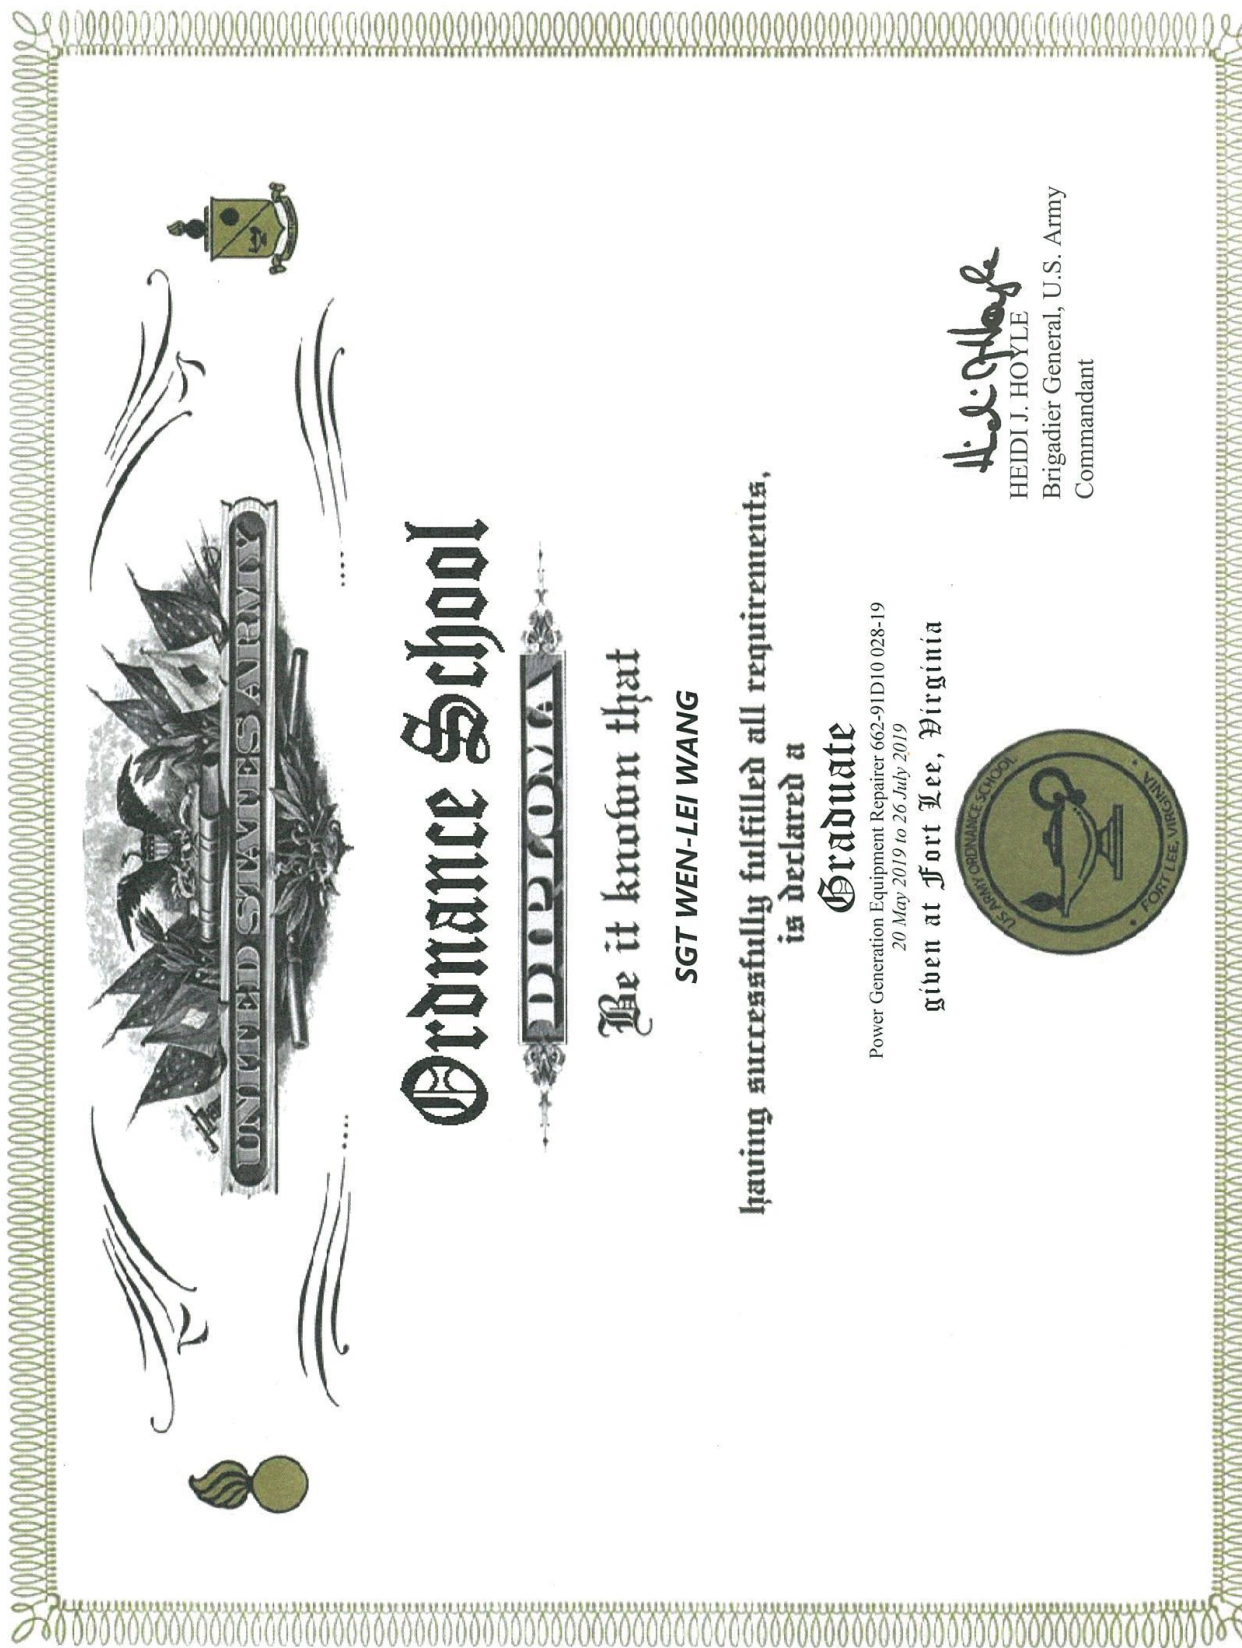 UNITED STATES ARMY
Ordnance School
DIPLOMA
Be it known that
SGT WEN-LEI WANG
having successfully fulfilled all requirements,
is declared a
Graduate
Power Generation Equipment Repairer 662-91D10 028-19
20 May 2019 to 26 July 2019
given at Fort Lee, Virginia
US ARMY ORDNANCE SCHOOL
• FORT LEE, VIRGINIA •
HEIDI J. HOYLE
Brigadier General, U.S. Army
Commandant